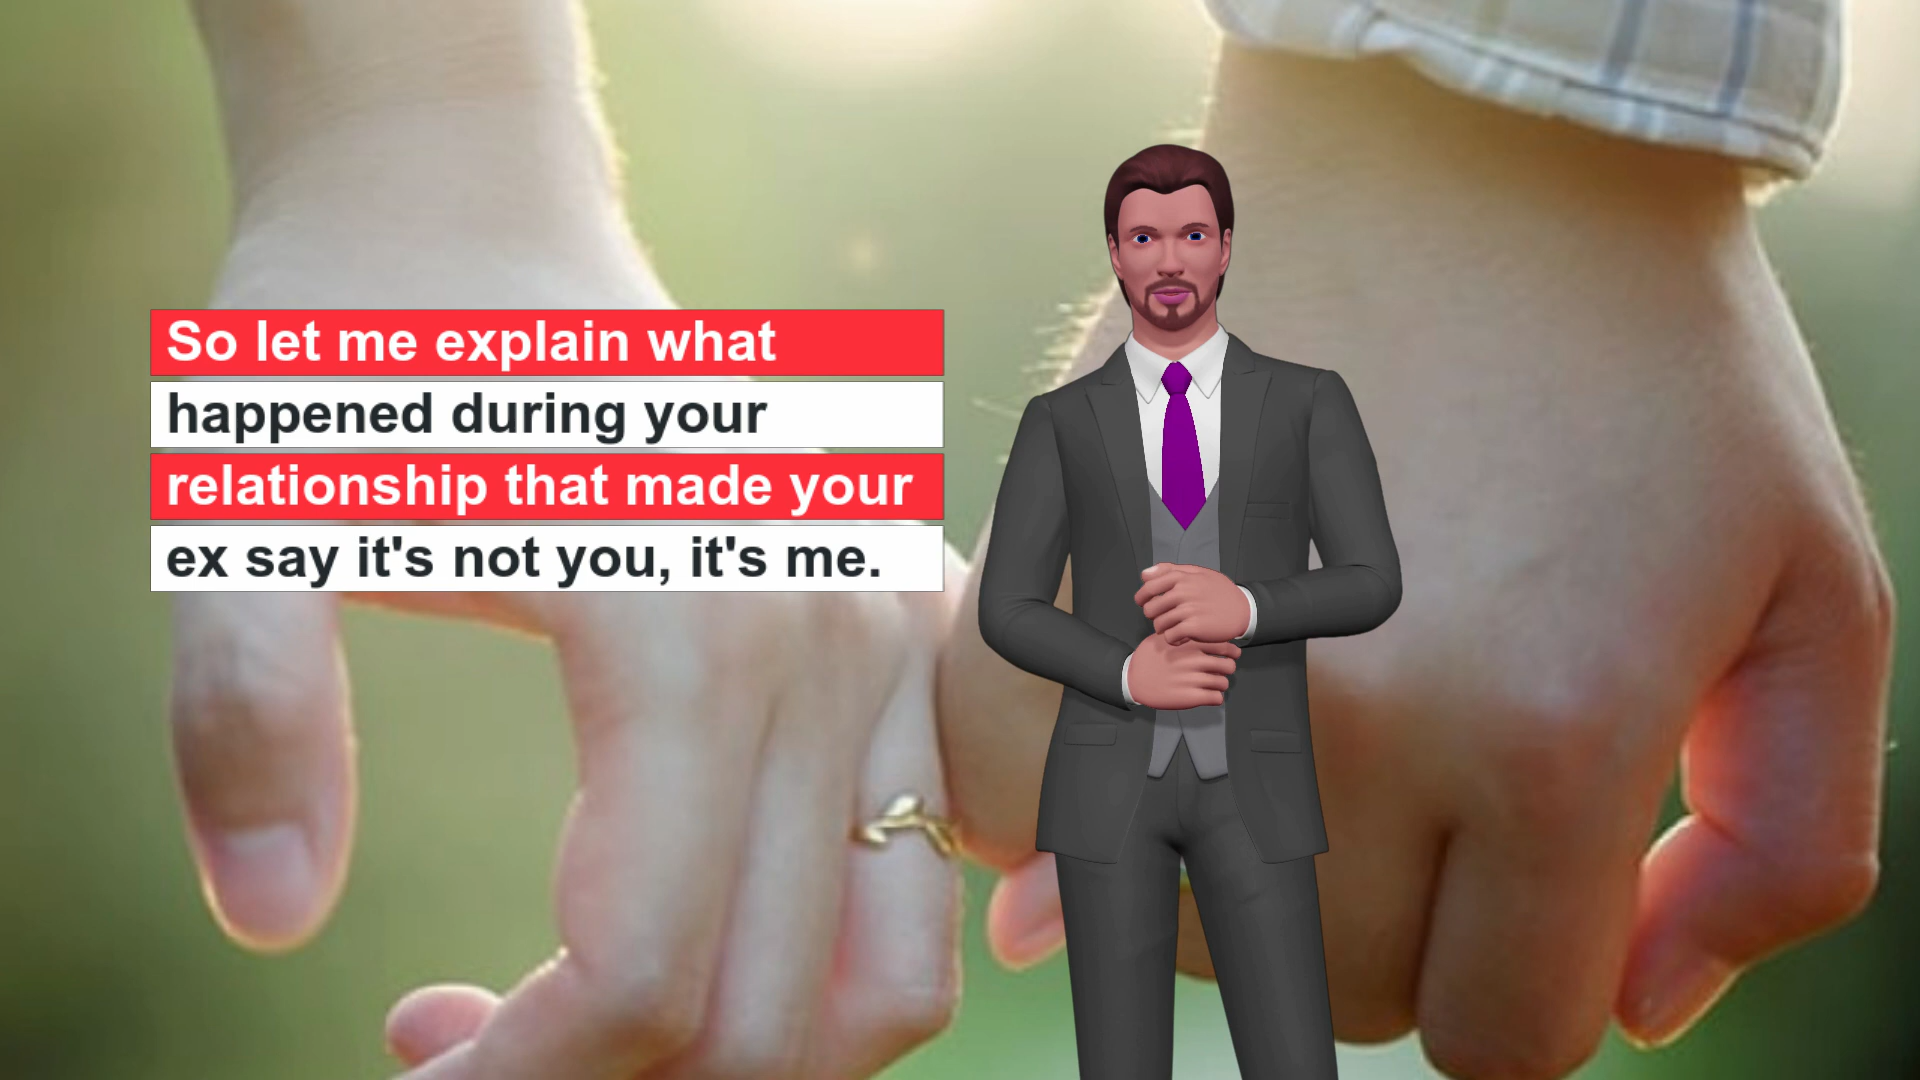 So let me explain what
happened during your
relationship that made your
ex say it's not you, it's me.